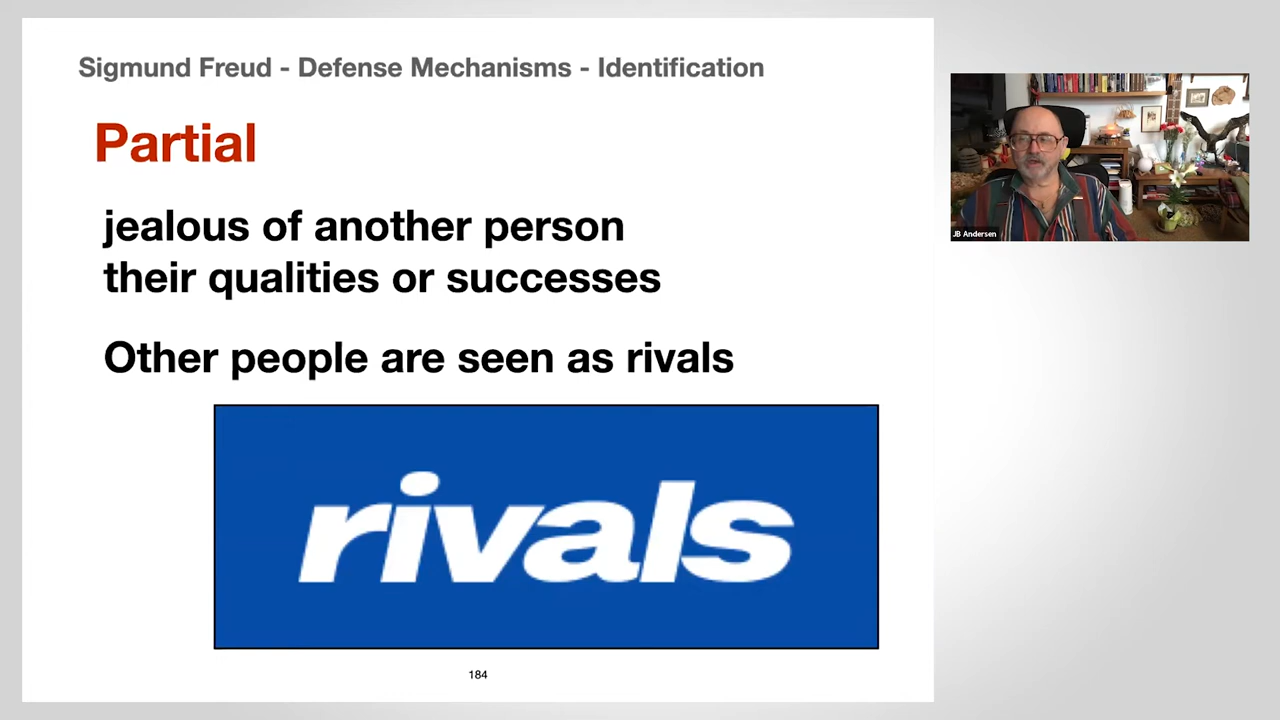 Sigmund Freud - Defense Mechanisms - Identification
Partial
jealous of another person
their qualities or successes
Other people are seen as rivals
rivals
184
JB Andersen